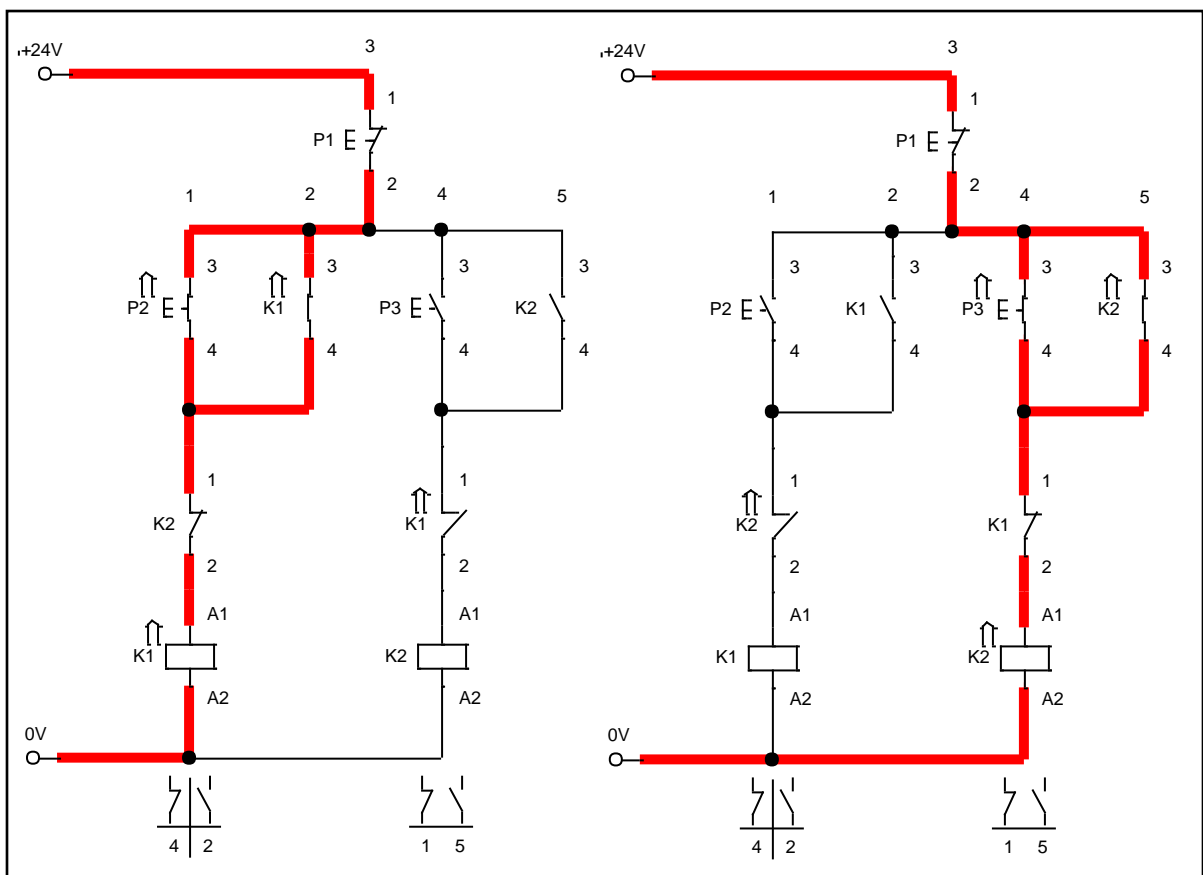 3 3
+24V +24V
1 1
P1 P1
1 2 2 4 5 1 2 2 4 5
3 3 3 3 3 3 3 3
P2 K1 P3 K2 P2 K1 P3 K2
4 4 4 4 4 4 4 4
1 1 1 1
K2 K1 K2 K1
2 2 2 2
A1 A1 A1 A1
K1 K2 K1 K2
A2 A2 A2 A2
0V 0V
4 2 1 5 4 2 1 5